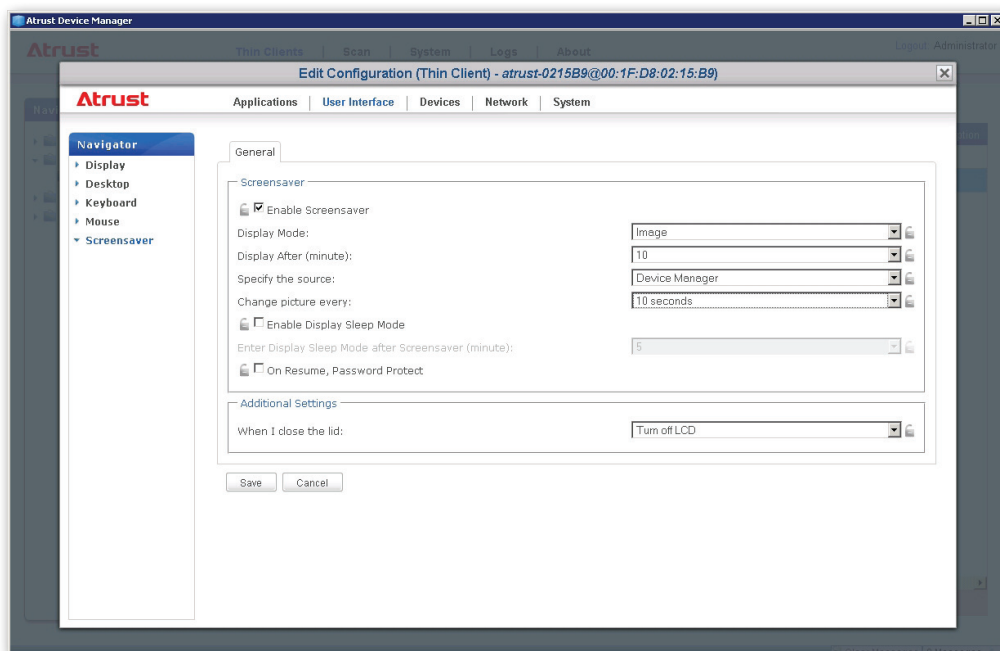 Atrust Device Manager
Atrust Thin Clients | Scan | System | Logs | About
Logout: Administrator
Edit Configuration (Thin Client) - atrust-0215B9@00:1F:D8:02:15:B9)
Atrust
Applications | User Interface | Devices | Network | System
Navigator
Display
Desktop
Keyboard
Mouse
Screensaver
General
Screensaver
Enable Screensaver
Display Mode: Image
Display After (minute): 10
Specify the source: Device Manager
Change picture every: 10 seconds
Enable Display Sleep Mode
Enter Display Sleep Mode after Screensaver (minute): 5
On Resume, Password Protect
Additional Settings
When I close the lid: Turn off LCD
Save Cancel